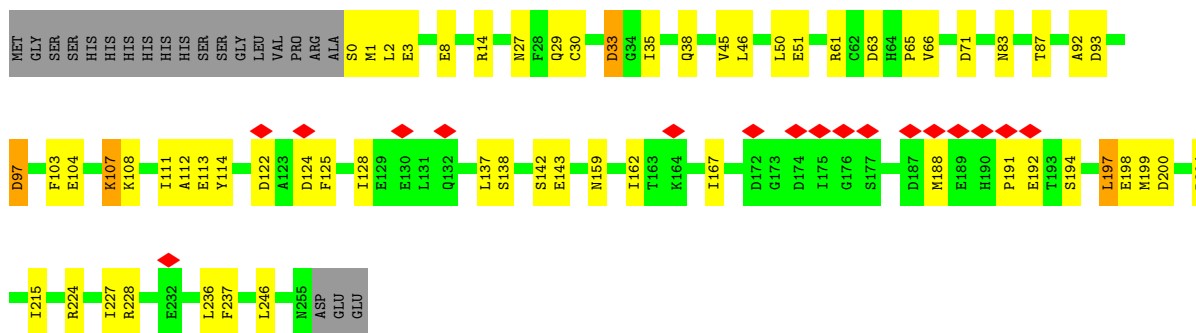 MET GLY SER SER HIS HIS HIS HIS HIS HIS SER SER GLY LEU VAL PRO ARG ALA S0 M1 L2 E3 E8 R14 N27 F28 Q29 C30 D33 G34 I35 Q38 V45 L46 L50 E51 R61 C62 D63 H64 P65 V66 D71 N83 T87 A92 D93
D97 F103 E104 K107 K108 I111 A112 E113 Y114 D122 A123 D124 F125 I128 E129 E130 L131 Q132 L137 S138 S142 E143 N159 I162 T163 K164 I167 D172 G173 D174 I175 G176 S177 D187 M188 E189 H190 P191 E192 T193 S194 L197 E198 M199 D200
I215 R224 I227 R228 E232 L236 F237 L246 N255 ASP GLU GLU